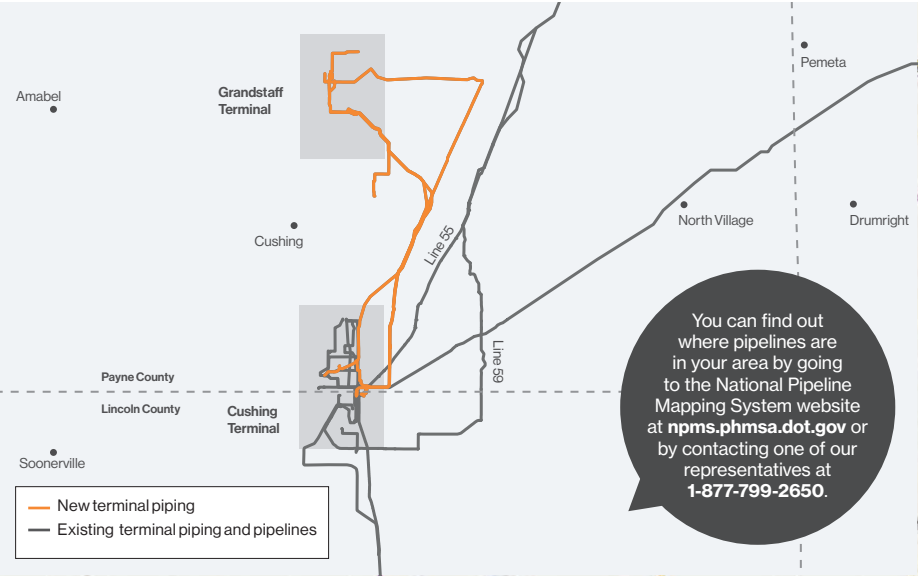 Pemeta
Amabel
Grandstaff
Terminal
North Village
Drumright
Cushing
Line 55
Line 59
Payne County
Lincoln County
Cushing
Terminal
Soonerville
New terminal piping
Existing terminal piping and pipelines
You can find out
where pipelines are
in your area by going
to the National Pipeline
Mapping System website
at npms.phmsa.dot.gov or
by contacting one of our
representatives at
1-877-799-2650.